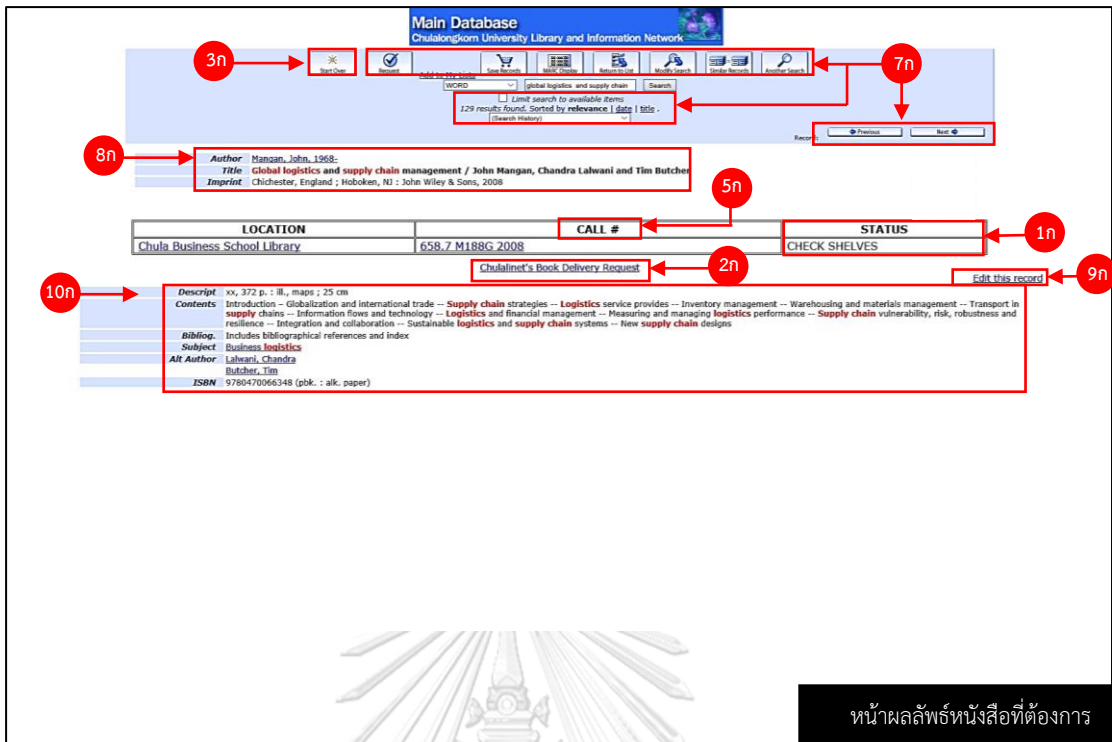 Main Database
Chulalongkorn University Library and Information Network
3ก
7ก
Start Over
Request
Save Records
MARC Display
Return to List
Modify Search
Similar Records
Another Search
Add to My Lists
WORD
global logistics and supply chain
Search
Limit search to available items
129 results found. Sorted by relevance | date | title .
(Search History)
Record:
Previous
Next
8ก
Author Mangan, John, 1968-
Title Global logistics and supply chain management / John Mangan, Chandra Lalwani and Tim Butcher
Imprint Chichester, England ; Hoboken, NJ : John Wiley & Sons, 2008
5ก
LOCATION CALL # STATUS
1ก
Chula Business School Library 658.7 M188G 2008 CHECK SHELVES
Chulalinet's Book Delivery Request
2ก
Edit this record
9ก
10ก
Descript xx, 372 p. : ill., maps ; 25 cm
Contents Introduction – Globalization and international trade -- Supply chain strategies -- Logistics service provides -- Inventory management -- Warehousing and materials management -- Transport in
supply chains -- Information flows and technology -- Logistics and financial management -- Measuring and managing logistics performance -- Supply chain vulnerability, risk, robustness and
resilience -- Integration and collaboration -- Sustainable logistics and supply chain systems -- New supply chain designs
Bibliog. Includes bibliographical references and index
Subject Business logistics
Alt Author Lalwani, Chandra
Butcher, Tim
ISBN 9780470066348 (pbk. : alk. paper)
หน้าผลลัพธ์หนังสือที่ต้องการ